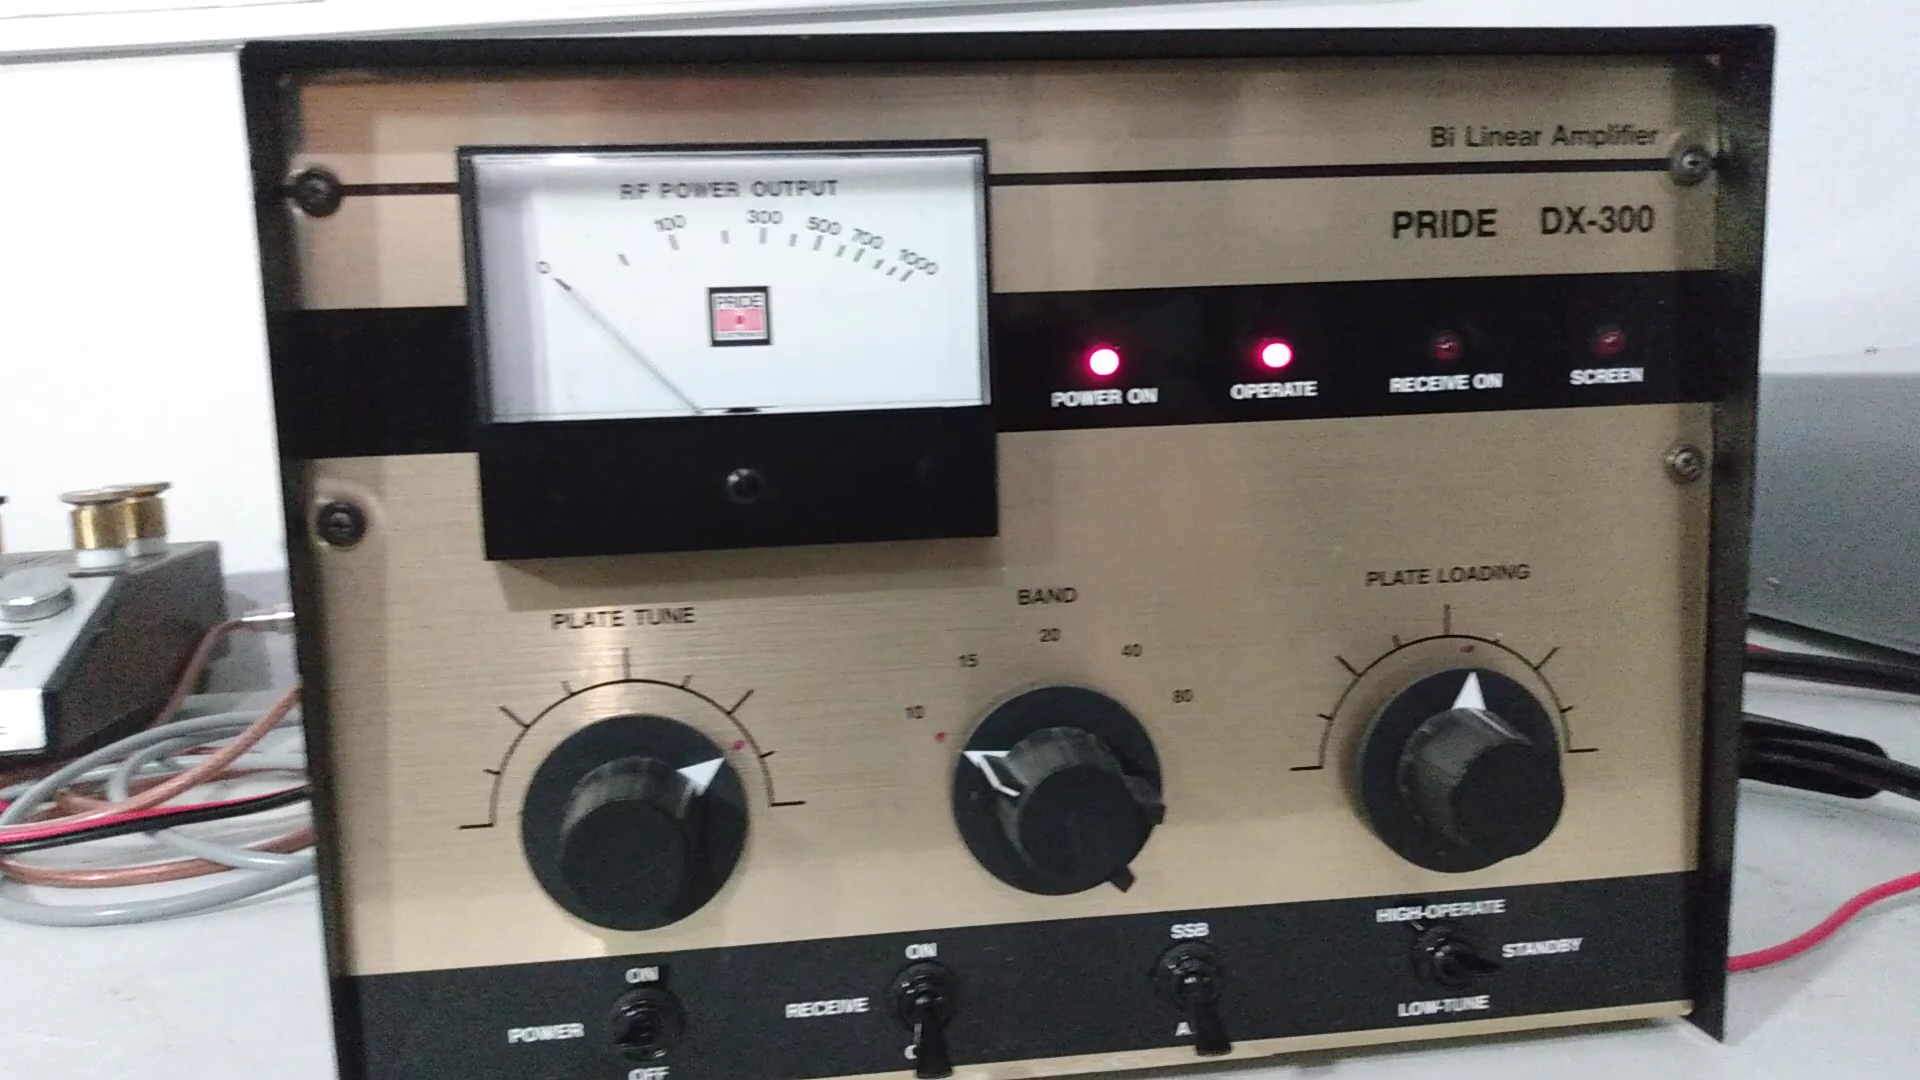 Bi Linear Amplifier
PRIDE DX-300
RF POWER OUTPUT
0 100 300 500 700 1000
PRIDE
POWER ON
OPERATE
RECEIVE ON
SCREEN
PLATE TUNE
BAND
PLATE LOADING
10 15 20 40 80
ON
POWER
OFF
ON
RECEIVE
SSB
HIGH-OPERATE
STANDBY
LOW-TUNE